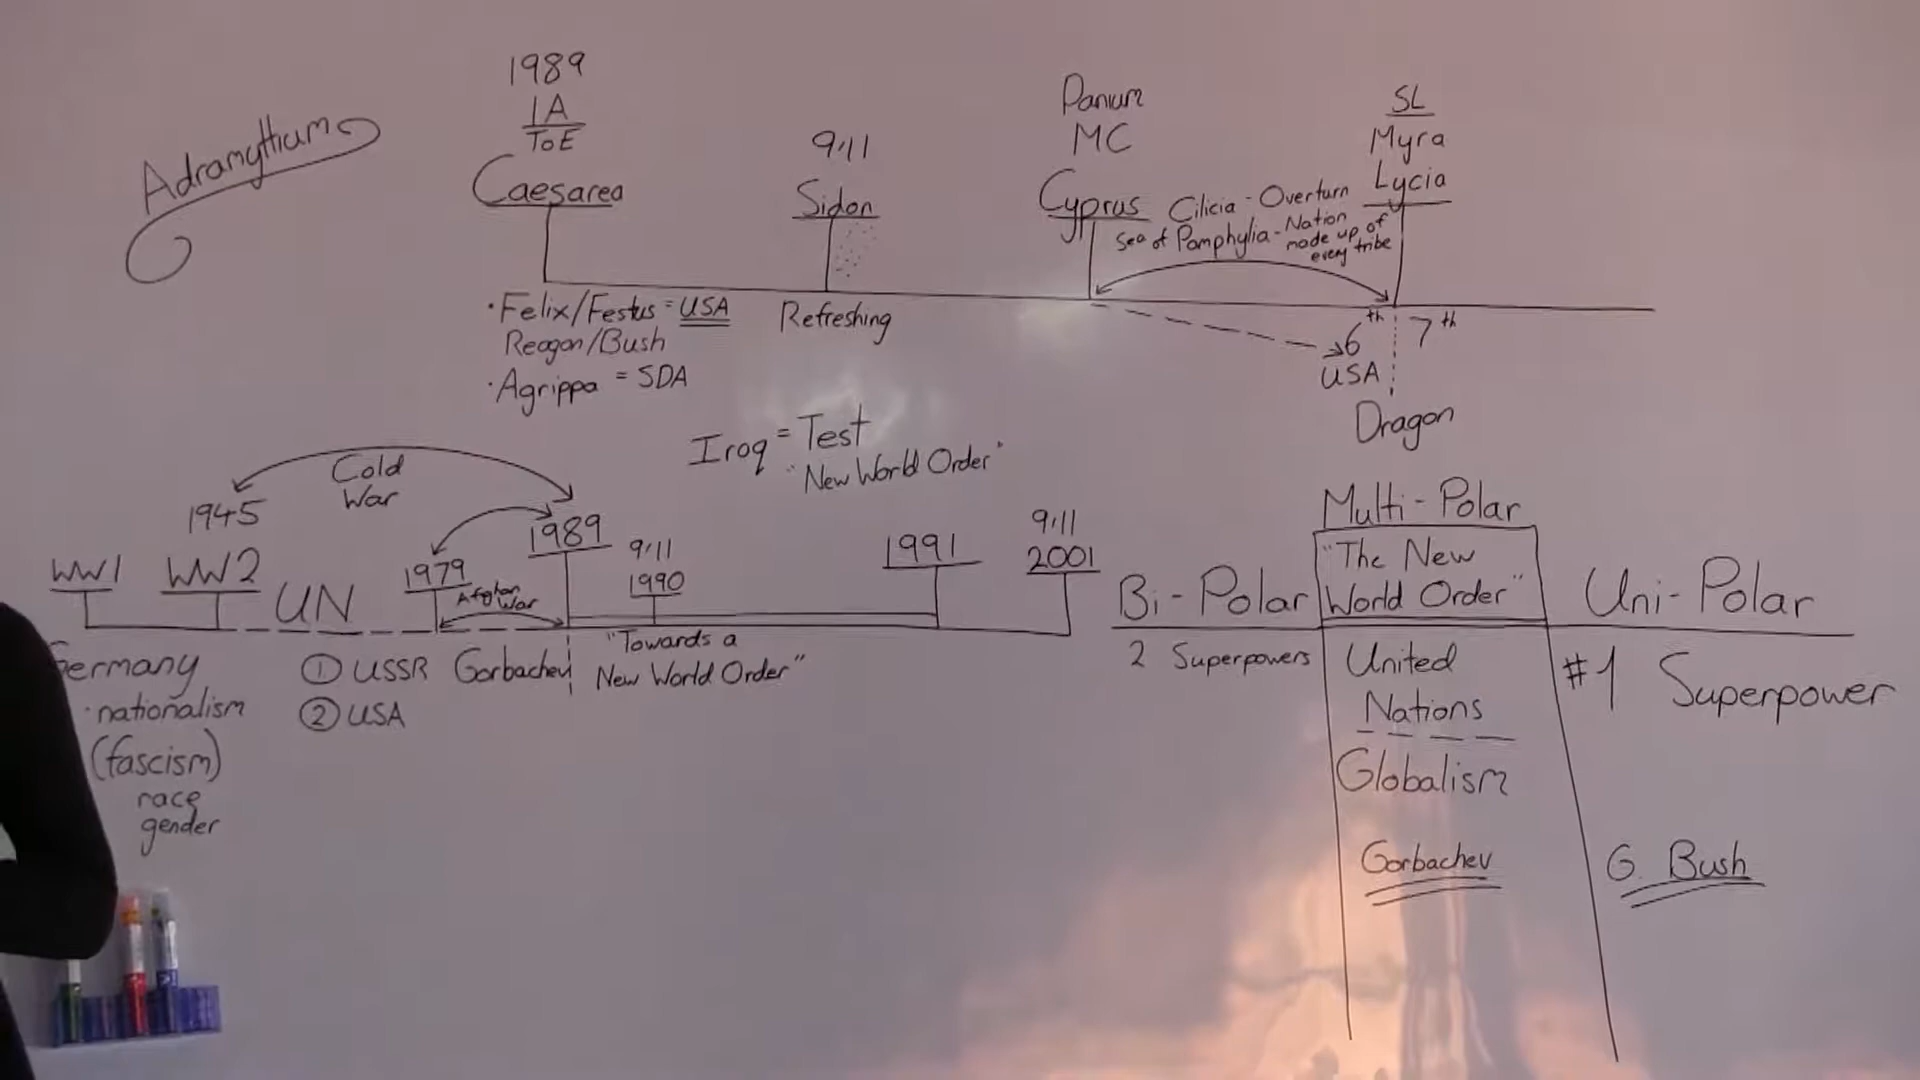 Adramyttium
1989
1A
ToE
Caesarea
9/11
Sidon
Panium
MC
Cyprus
SL
Myra
Lycia
Cilicia - Overturn
Sea of Pamphylia - Nation
made up of
every tribe
• Felix/Festus = USA
Reagan/Bush
• Agrippa = SDA
Refreshing
6th
USA
7th
Dragon
Iraq = Test
"New World Order"
Cold
War
WW1
1945
WW2
UN
1979
Afghan
War
1989
9/11
1990
1991
9/11
2001
"Towards a
New World Order"
Germany
• nationalism
(fascism)
race
gender
① USSR Gorbachev
② USA
Multi-Polar
Bi-Polar
"The New
World Order"
Uni-Polar
2 Superpowers
United
Nations
Globalism
Gorbachev
#1 Superpower
G. Bush